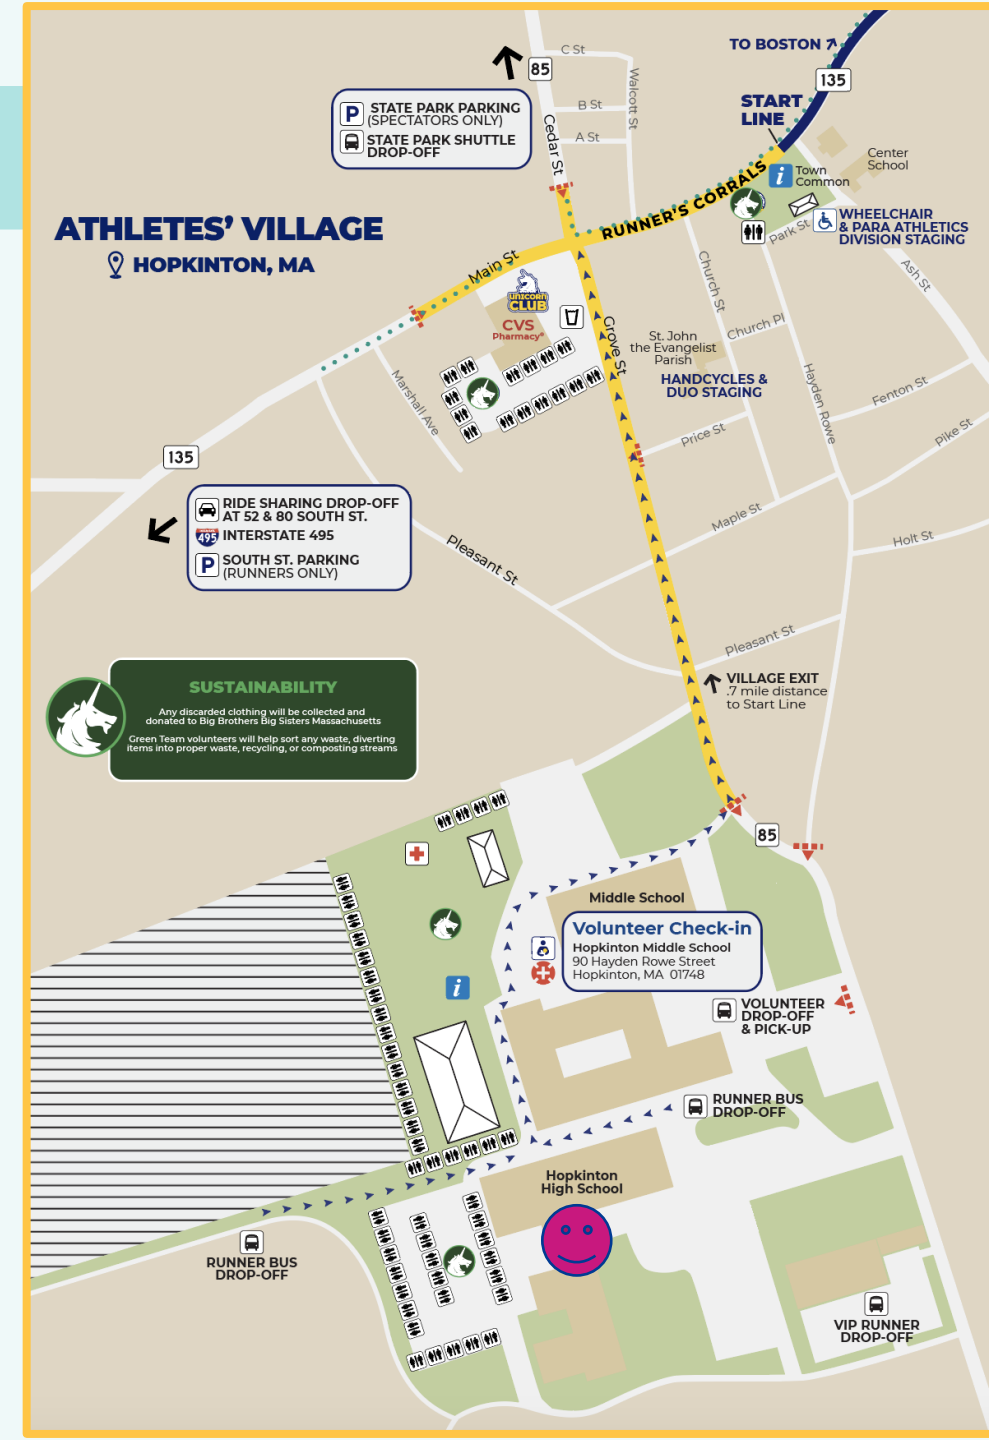 TO BOSTON
135
START
LINE
C St
85
Walcott St
B St
A St
Cedar St
P STATE PARK PARKING
(SPECTATORS ONLY)
STATE PARK SHUTTLE
DROP-OFF
Center
School
i Town
Common
RUNNER'S CORRALS
WHEELCHAIR
& PARA ATHLETICS
DIVISION STAGING
Park St
ATHLETES' VILLAGE
HOPKINTON, MA
Main St
Ash St
Church St
UNICORN
CLUB
CVS
Pharmacy®
Grove St
Church Pl
St. John
the Evangelist
Parish
HANDCYCLES &
DUO STAGING
Hayden Rowe
Fenton St
Marshall Ave
Price St
Pike St
135
RIDE SHARING DROP-OFF
AT 52 & 80 SOUTH ST.
495 INTERSTATE 495
P SOUTH ST. PARKING
(RUNNERS ONLY)
Maple St
Holt St
Pleasant St
Pleasant St
VILLAGE EXIT
.7 mile distance
to Start Line
SUSTAINABILITY
Any discarded clothing will be collected and
donated to Big Brothers Big Sisters Massachusetts
Green Team volunteers will help sort any waste, diverting
items into proper waste, recycling, or composting streams
85
Middle School
Volunteer Check-in
Hopkinton Middle School
90 Hayden Rowe Street
Hopkinton, MA 01748
i
VOLUNTEER
DROP-OFF
& PICK-UP
RUNNER BUS
DROP-OFF
Hopkinton
High School
RUNNER BUS
DROP-OFF
VIP RUNNER
DROP-OFF